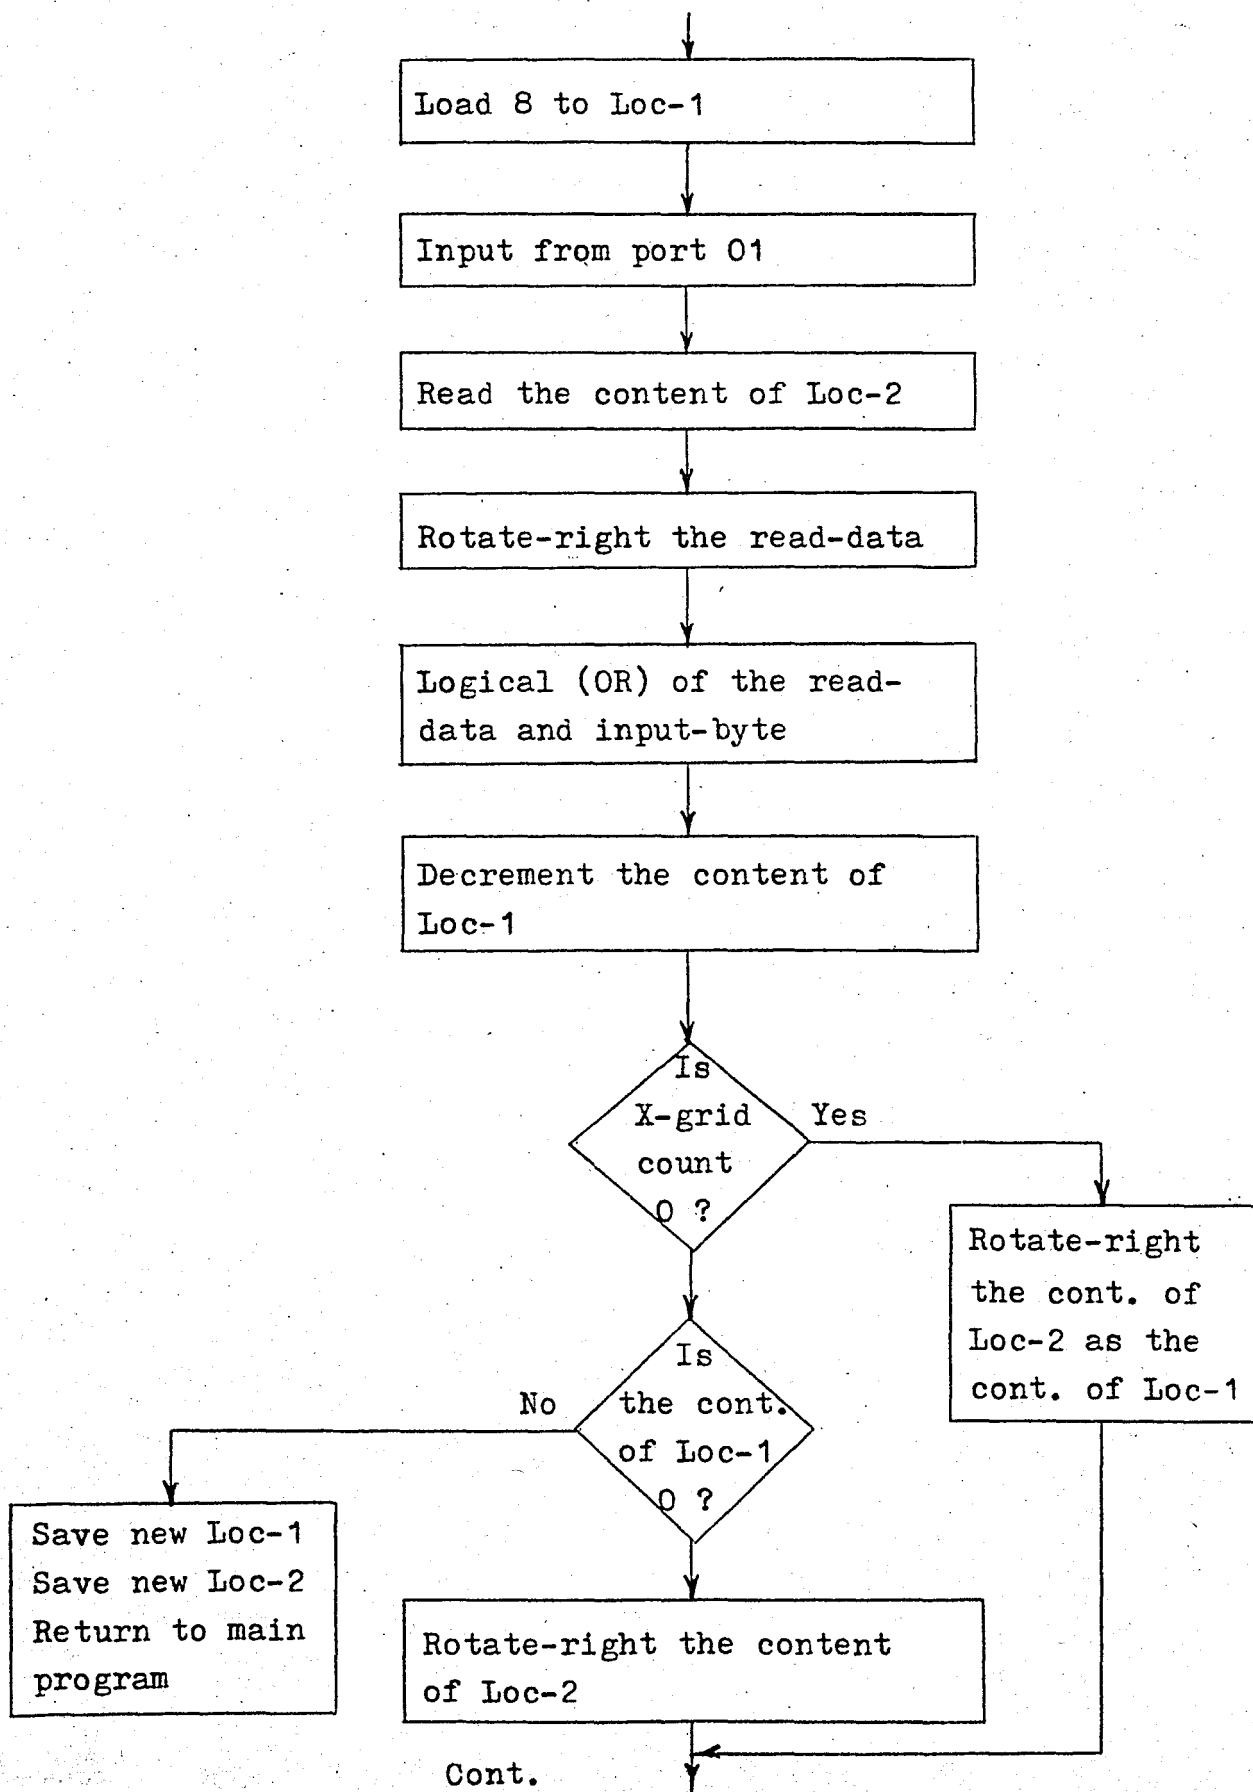 Load 8 to Loc-1
Input from port 01
Read the content of Loc-2
Rotate-right the read-data
Logical (OR) of the read-
data and input-byte
Decrement the content of
Loc-1
Is
X-grid
count
0 ?
Yes
Rotate-right
the cont. of
Loc-2 as the
cont. of Loc-1
Is
the cont.
of Loc-1
0 ?
No
Save new Loc-1
Save new Loc-2
Return to main
program
Rotate-right the content
of Loc-2
Cont.